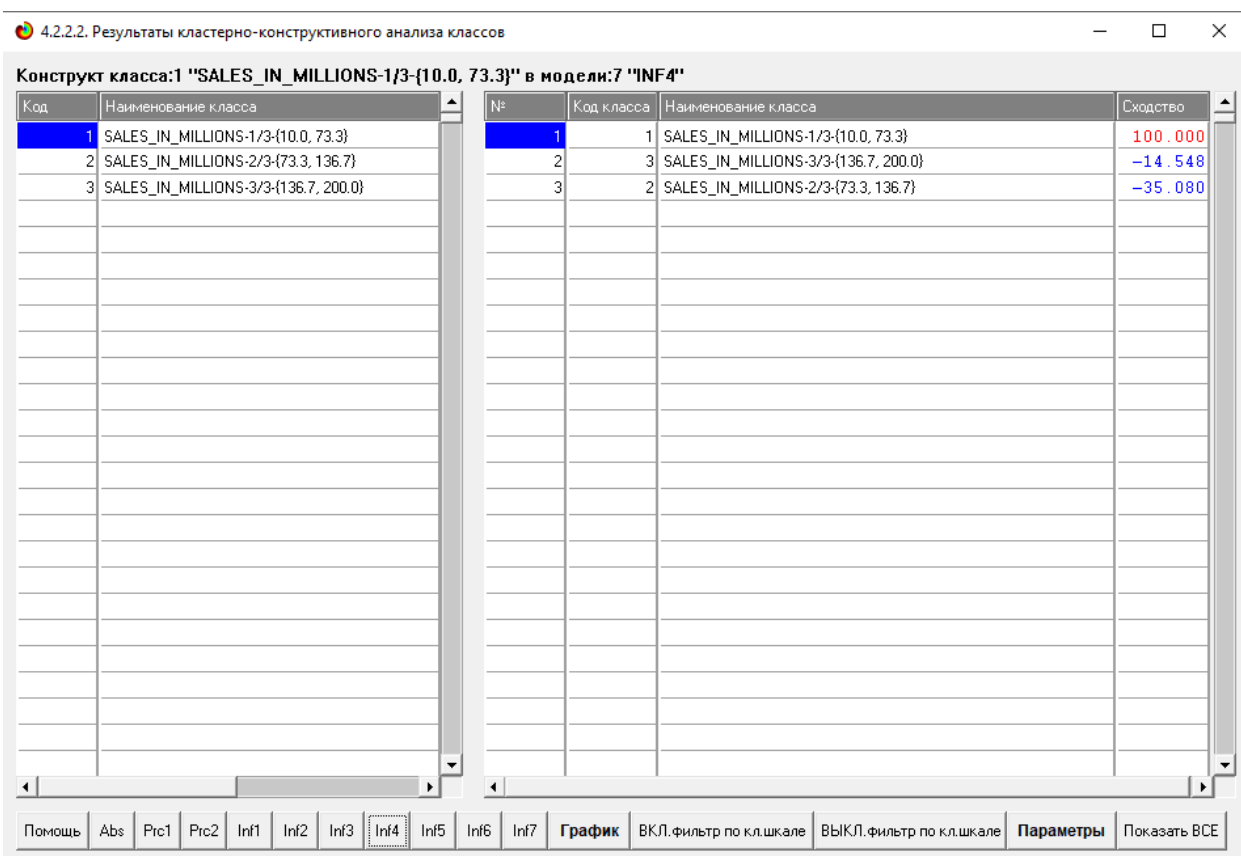 4.2.2.2. Результаты кластерно-конструктивного анализа классов
Конструкт класса:1 "SALES_IN_MILLIONS-1/3-{10.0, 73.3}" в модели:7 "INF4"
Код Наименование класса
1 SALES_IN_MILLIONS-1/3-{10.0, 73.3}
2 SALES_IN_MILLIONS-2/3-{73.3, 136.7}
3 SALES_IN_MILLIONS-3/3-{136.7, 200.0}
№ Код класса Наименование класса Сходство
1 1 SALES_IN_MILLIONS-1/3-{10.0, 73.3} 100.000
2 3 SALES_IN_MILLIONS-3/3-{136.7, 200.0} -14.548
3 2 SALES_IN_MILLIONS-2/3-{73.3, 136.7} -35.080
Помощь Abs Prc1 Prc2 Inf1 Inf2 Inf3 Inf4 Inf5 Inf6 Inf7 График ВКЛ.фильтр по кл.шкале ВЫКЛ.фильтр по кл.шкале Параметры Показать ВСЕ